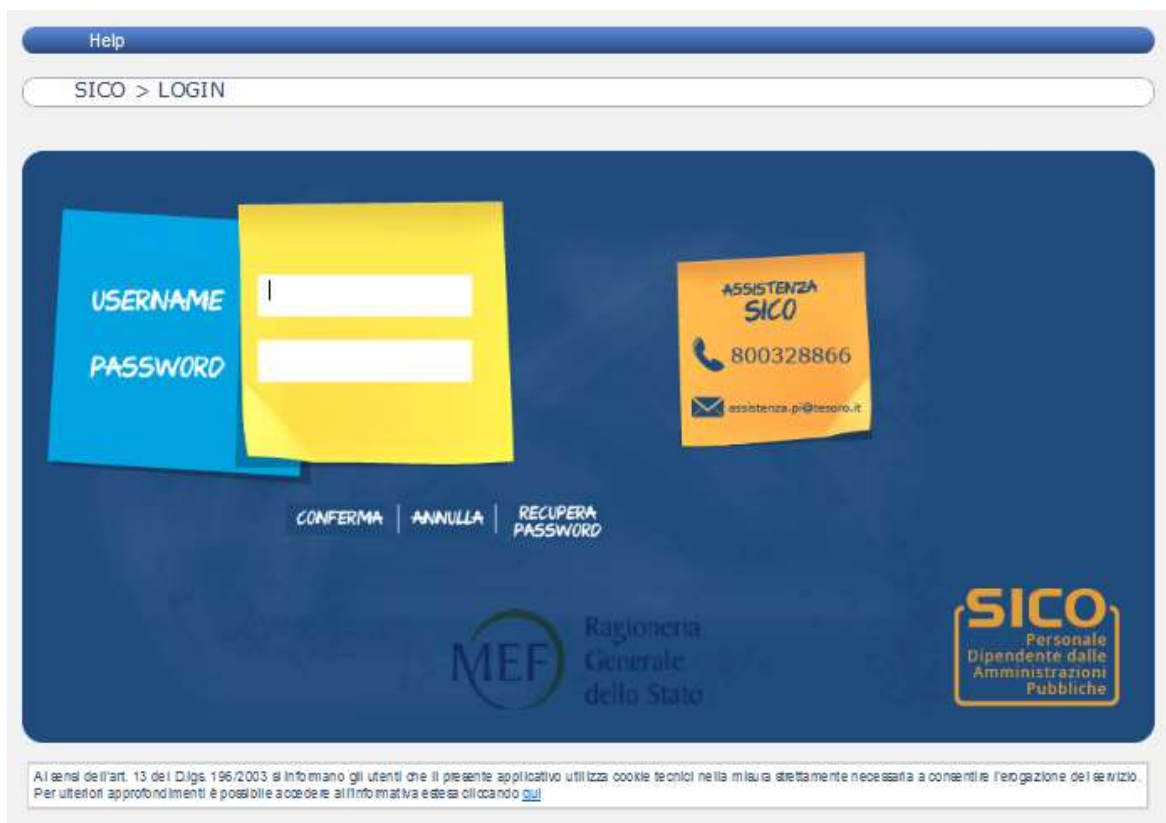 Help
SICO > LOGIN
USERNAME
PASSWORD
ASSISTENZA
SICO
800328866
assistenza.pi@tesoro.it
CONFERMA
ANNULLA
RECUPERA
PASSWORD
MEF
Ragioneria
Generale
dello Stato
SICO
Personale
Dipendente dalle
Amministrazioni
Pubbliche
Ai sensi dell'art. 13 del D.lgs. 196/2003 si informano gli utenti che il presente applicativo utilizza cookie tecnici nella misura strettamente necessaria a consentire l'erogazione del servizio.
Per ulteriori approfondimenti è possibile accedere all'informativa estesa cliccando qui